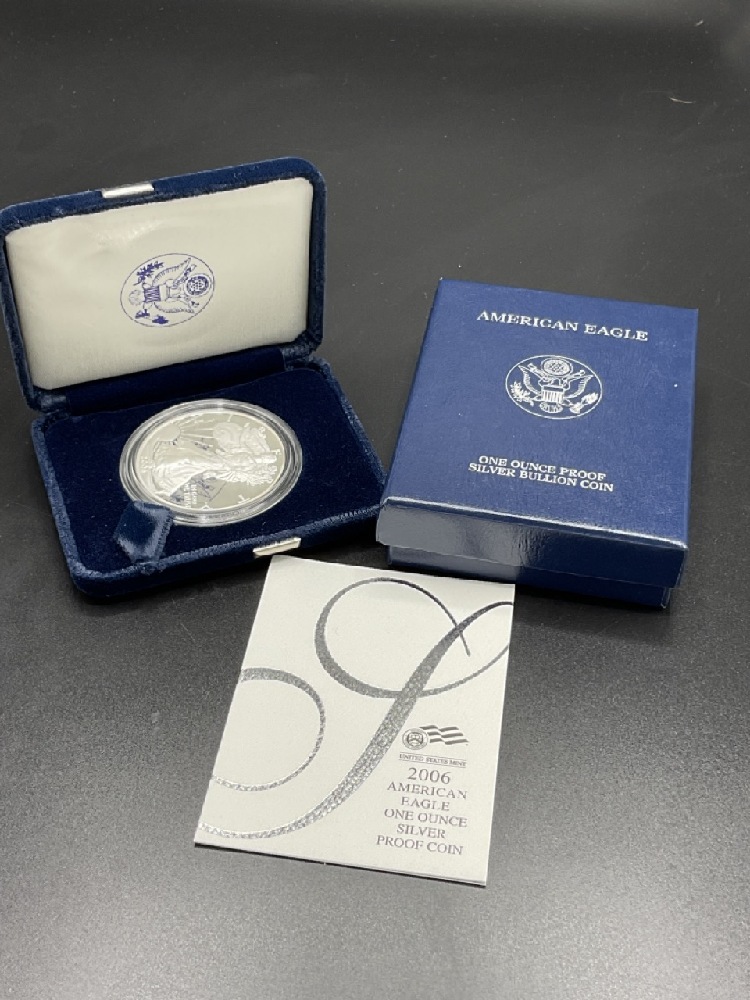 AMERICAN EAGLE
ONE OUNCE PROOF
SILVER BULLION COIN
UNITED STATES MINT
2006
AMERICAN
EAGLE
ONE OUNCE
SILVER
PROOF COIN